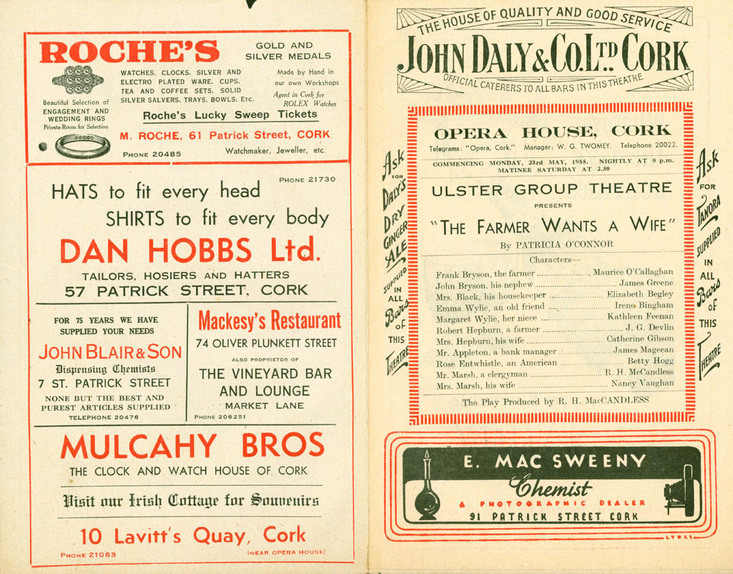 ROCHE'S
GOLD AND
SILVER MEDALS
WATCHES. CLOCKS. SILVER AND
ELECTRO PLATED WARE. CUPS.
TEA AND COFFEE SETS. SOLID
SILVER SALVERS. TRAYS. BOWLS. Etc.
Made by Hand in
our own Workshops
Agent in Cork for
ROLEX Watches
Beautiful Selection of
ENGAGEMENT AND
WEDDING RINGS
Private Room for Selection
Roche's Lucky Sweep Tickets
M. ROCHE, 61 Patrick Street, CORK
PHONE 20485
Watchmaker, Jeweller, etc.
PHONE 21730
HATS to fit every head
SHIRTS to fit every body
DAN HOBBS Ltd.
TAILORS, HOSIERS AND HATTERS
57 PATRICK STREET, CORK
FOR 75 YEARS WE HAVE
SUPPLIED YOUR NEEDS
JOHN BLAIR & SON
Dispensing Chemists
7 ST. PATRICK STREET
NONE BUT THE BEST AND
PUREST ARTICLES SUPPLIED
TELEPHONE 20476
Mackesy's Restaurant
74 OLIVER PLUNKETT STREET
ALSO PROPRIETOR OF
THE VINEYARD BAR
AND LOUNGE
MARKET LANE
PHONE 206251
MULCAHY BROS
THE CLOCK AND WATCH HOUSE OF CORK
Visit our Irish Cottage for Souvenirs
10 Lavitt's Quay, Cork
PHONE 21063
(NEAR OPERA HOUSE)
THE HOUSE OF QUALITY AND GOOD SERVICE
JOHN DALY & CO. LTD. CORK
OFFICIAL CATERERS TO ALL BARS IN THIS THEATRE
Ask
FOR
DALY'S
DRY
GINGER
ALE
SUPPLIED
IN
ALL
Bars
OF
THIS
THEATRE
OPERA HOUSE, CORK
Telegrams: "Opera, Cork." Manager: W. G. TWOMEY. Telephone 20022.
COMMENCING MONDAY, 23rd MAY, 1955. NIGHTLY AT 8 p.m.
MATINEE SATURDAY AT 2.30
ULSTER GROUP THEATRE
PRESENTS
"THE FARMER WANTS A WIFE"
By PATRICIA O'CONNOR
Characters—
Frank Bryson, the farmer ........ Maurice O'Callaghan
John Bryson, his nephew ........ James Greene
Mrs. Black, his housekeeper ........ Elizabeth Begley
Emma Wylie, an old friend ........ Irene Bingham
Margaret Wylie, her niece ........ Kathleen Feenan
Robert Hepburn, a farmer ........ J. G. Devlin
Mrs. Hepburn, his wife ........ Catherine Gibson
Mr. Appleton, a bank manager ........ James Mageean
Rose Entwhistle, an American ........ Betty Hogg
Mr. Marsh, a clergyman ........ R. H. McCandless
Mrs. Marsh, his wife ........ Nancy Vaughan
The Play Produced by R. H. MacCANDLESS
Ask
FOR
TANORA
SUPPLIED
IN
ALL
Bars
OF
THIS
THEATRE
E. MAC SWEENY
Chemist
& PHOTOGRAPHIC DEALER
91 PATRICK STREET CORK
LYNES